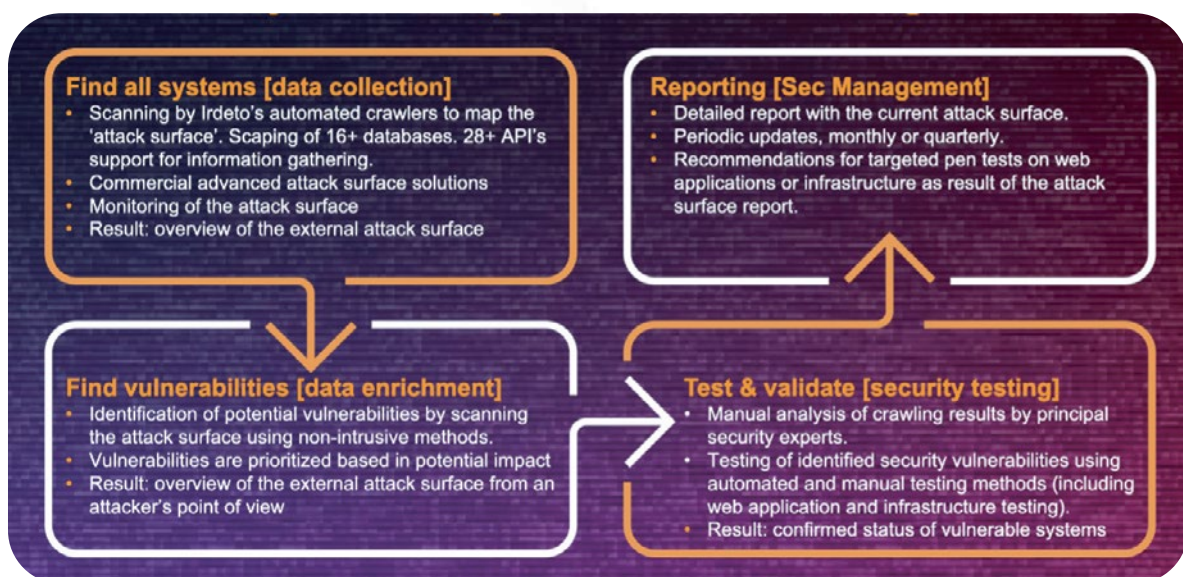 Find all systems [data collection]
• Scanning by Irdeto's automated crawlers to map the
'attack surface'. Scaping of 16+ databases. 28+ API's
support for information gathering.
• Commercial advanced attack surface solutions
• Monitoring of the attack surface
• Result: overview of the external attack surface
Find vulnerabilities [data enrichment]
• Identification of potential vulnerabilities by scanning
the attack surface using non-intrusive methods.
• Vulnerabilities are prioritized based in potential impact
• Result: overview of the external attack surface from an
attacker's point of view
Test & validate [security testing]
• Manual analysis of crawling results by principal
security experts.
• Testing of identified security vulnerabilities using
automated and manual testing methods (including
web application and infrastructure testing).
• Result: confirmed status of vulnerable systems
Reporting [Sec Management]
• Detailed report with the current attack surface.
• Periodic updates, monthly or quarterly.
• Recommendations for targeted pen tests on web
applications or infrastructure as result of the attack
surface report.